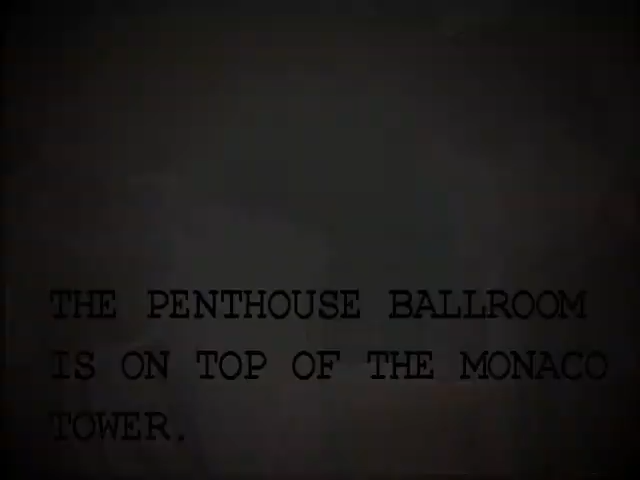 THE PENTHOUSE BALLROOM
IS ON TOP OF THE MONACO
TOWER.